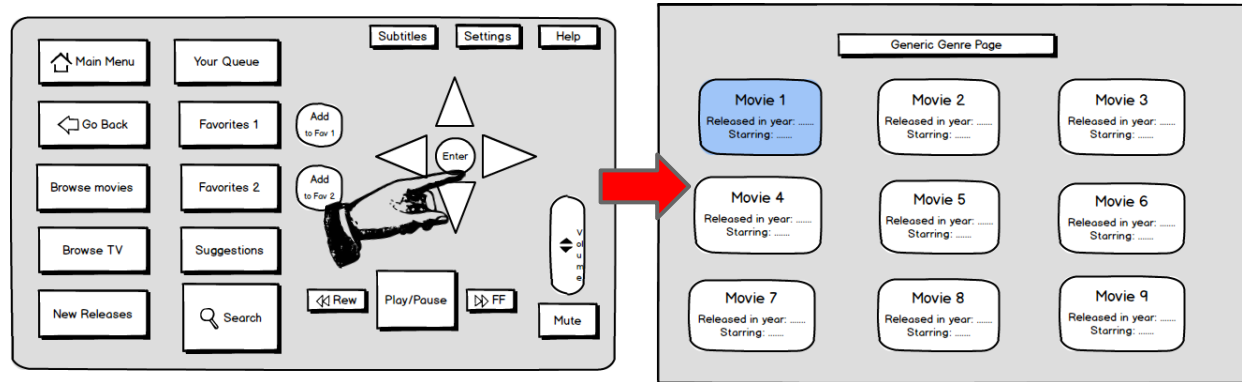 Subtitles
Settings
Help
Main Menu
Your Queue
Go Back
Favorites 1
Add
to Fav 1
Enter
Browse movies
Favorites 2
Add
to Fav 2
Browse TV
Suggestions
Volume
New Releases
Search
Rew
Play/Pause
FF
Mute
Generic Genre Page
Movie 1
Released in year: ......
Starring: ......
Movie 2
Released in year: ......
Starring: ......
Movie 3
Released in year: ......
Starring: ......
Movie 4
Released in year: ......
Starring: ......
Movie 5
Released in year: ......
Starring: ......
Movie 6
Released in year: ......
Starring: ......
Movie 7
Released in year: ......
Starring: ......
Movie 8
Released in year: ......
Starring: ......
Movie 9
Released in year: ......
Starring: ......